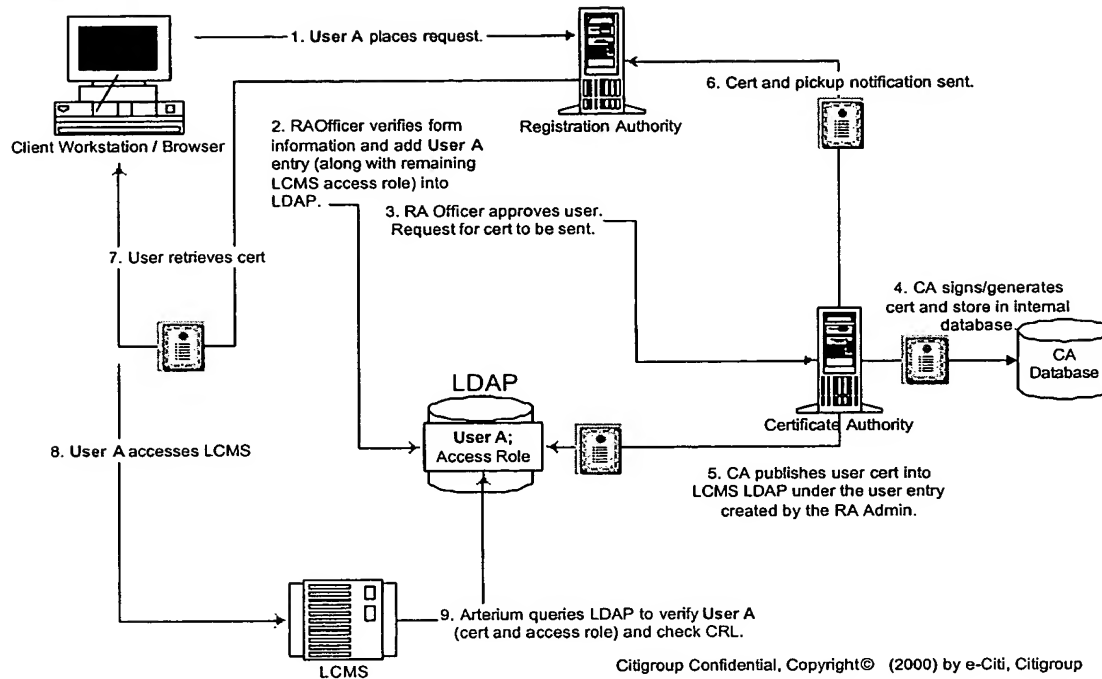 1. User A places request.
6. Cert and pickup notification sent.
Client Workstation / Browser
Registration Authority
2. RAOfficer verifies form
information and add User A
entry (along with remaining
LCMS access role) into
LDAP.
3. RA Officer approves user.
Request for cert to be sent.
7. User retrieves cert
4. CA signs/generates
cert and store in internal
database.
CA
Database
Certificate Authority
LDAP
User A;
Access Role
8. User A accesses LCMS
5. CA publishes user cert into
LCMS LDAP under the user entry
created by the RA Admin.
9. Arterium queries LDAP to verify User A
(cert and access role) and check CRL.
LCMS
Citigroup Confidential, Copyright© (2000) by e-Citi, Citigroup